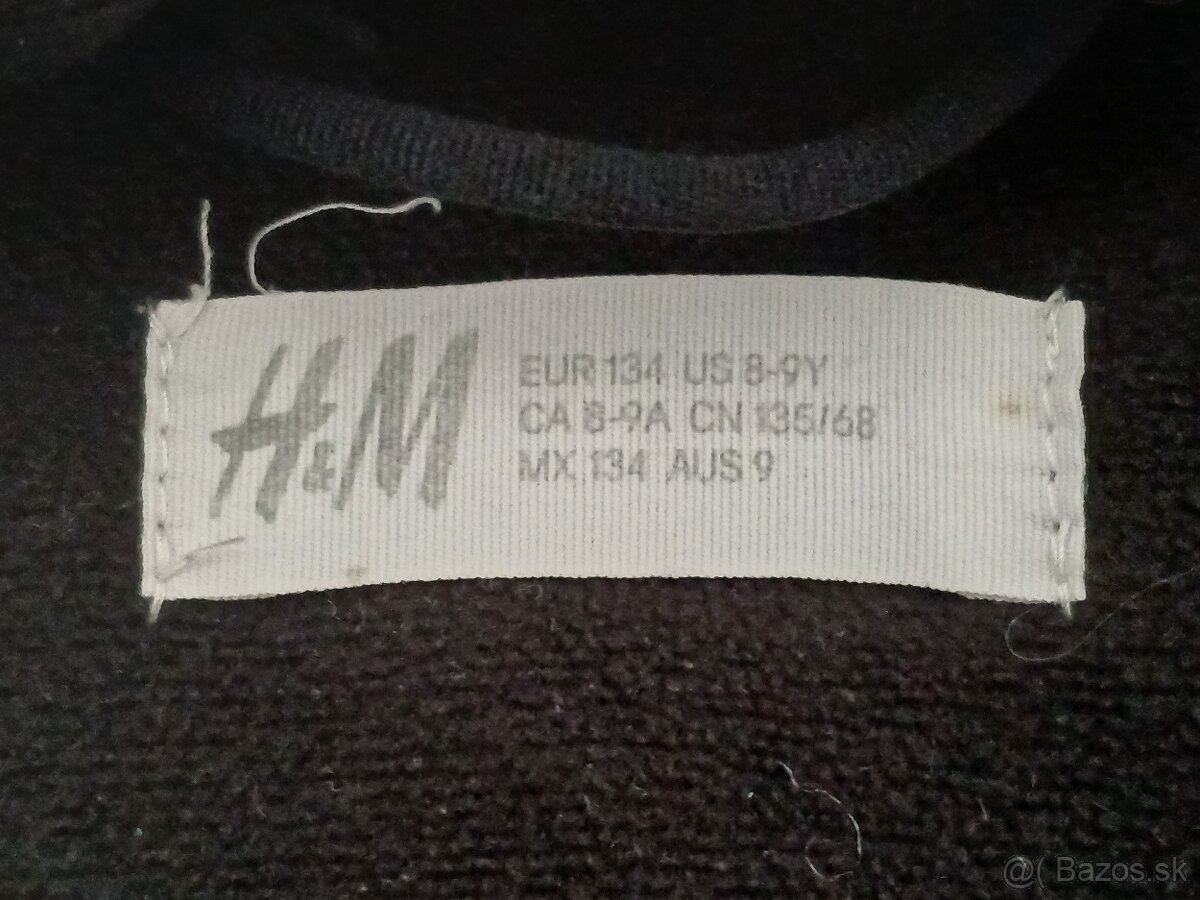 H&M
EUR 134 US 8-9Y
CA 8-9A CN 135/68
MX 134 AUS 9
@( Bazos.sk